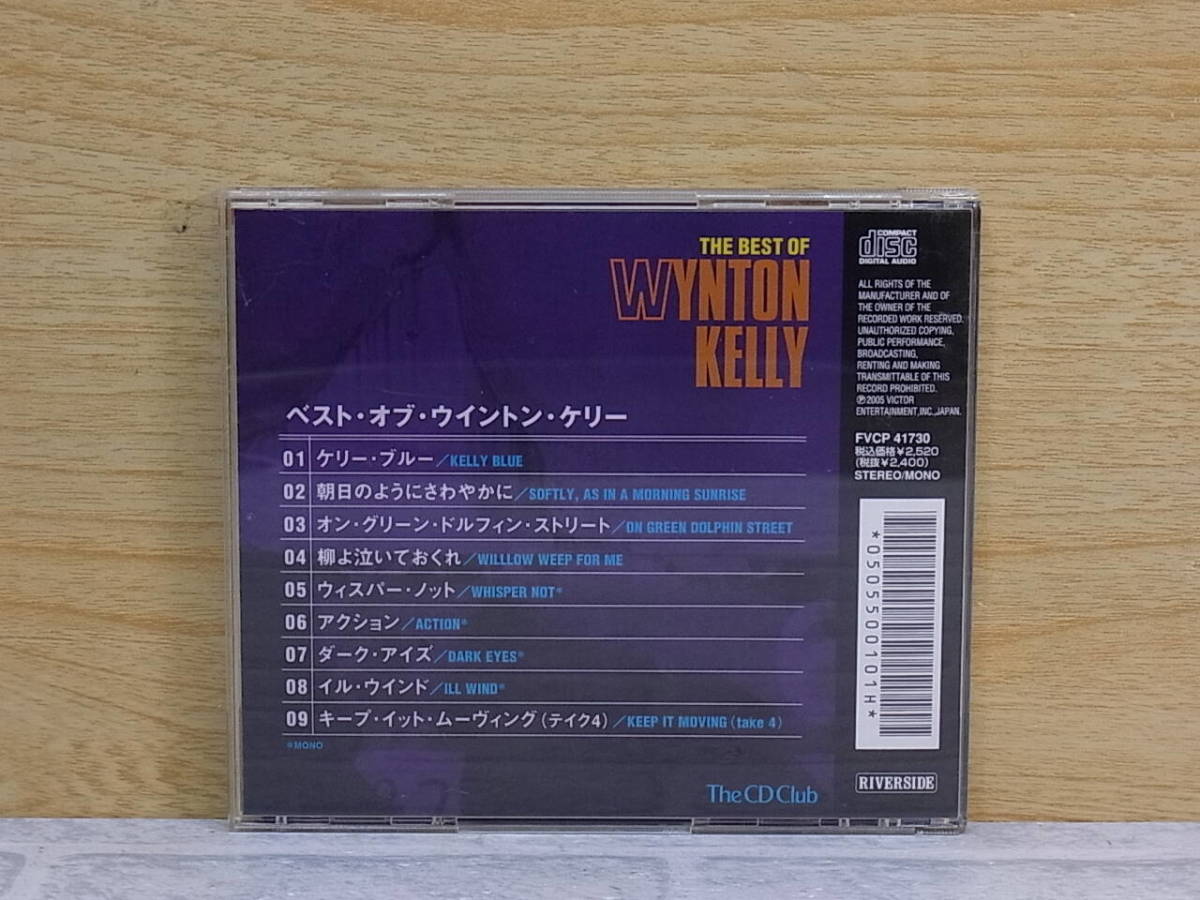 THE BEST OF
WYNTON
KELLY
ベスト・オブ・ウイントン・ケリー
01 ケリー・ブルー／KELLY BLUE
02 朝日のようにさわやかに／SOFTLY, AS IN A MORNING SUNRISE
03 オン・グリーン・ドルフィン・ストリート／ON GREEN DOLPHIN STREET
04 柳よ泣いておくれ／WILLLOW WEEP FOR ME
05 ウィスパー・ノット／WHISPER NOT*
06 アクション／ACTION*
07 ダーク・アイズ／DARK EYES*
08 イル・ウインド／ILL WIND*
09 キープ・イット・ムーヴィング（テイク4）／KEEP IT MOVING (take 4)
*MONO
The CD Club
COMPACT
disc
DIGITAL AUDIO
ALL RIGHTS OF THE
MANUFACTURER AND OF
THE OWNER OF THE
RECORDED WORK RESERVED.
UNAUTHORIZED COPYING,
PUBLIC PERFORMANCE,
BROADCASTING,
RENTING AND MAKING
TRANSMITTABLE OF THIS
RECORD PROHIBITED.
℗2005 VICTOR
ENTERTAINMENT, INC., JAPAN.
FVCP 41730
税込価格¥2,520
(税抜¥2,400)
STEREO/MONO
*0505500101H*
RIVERSIDE